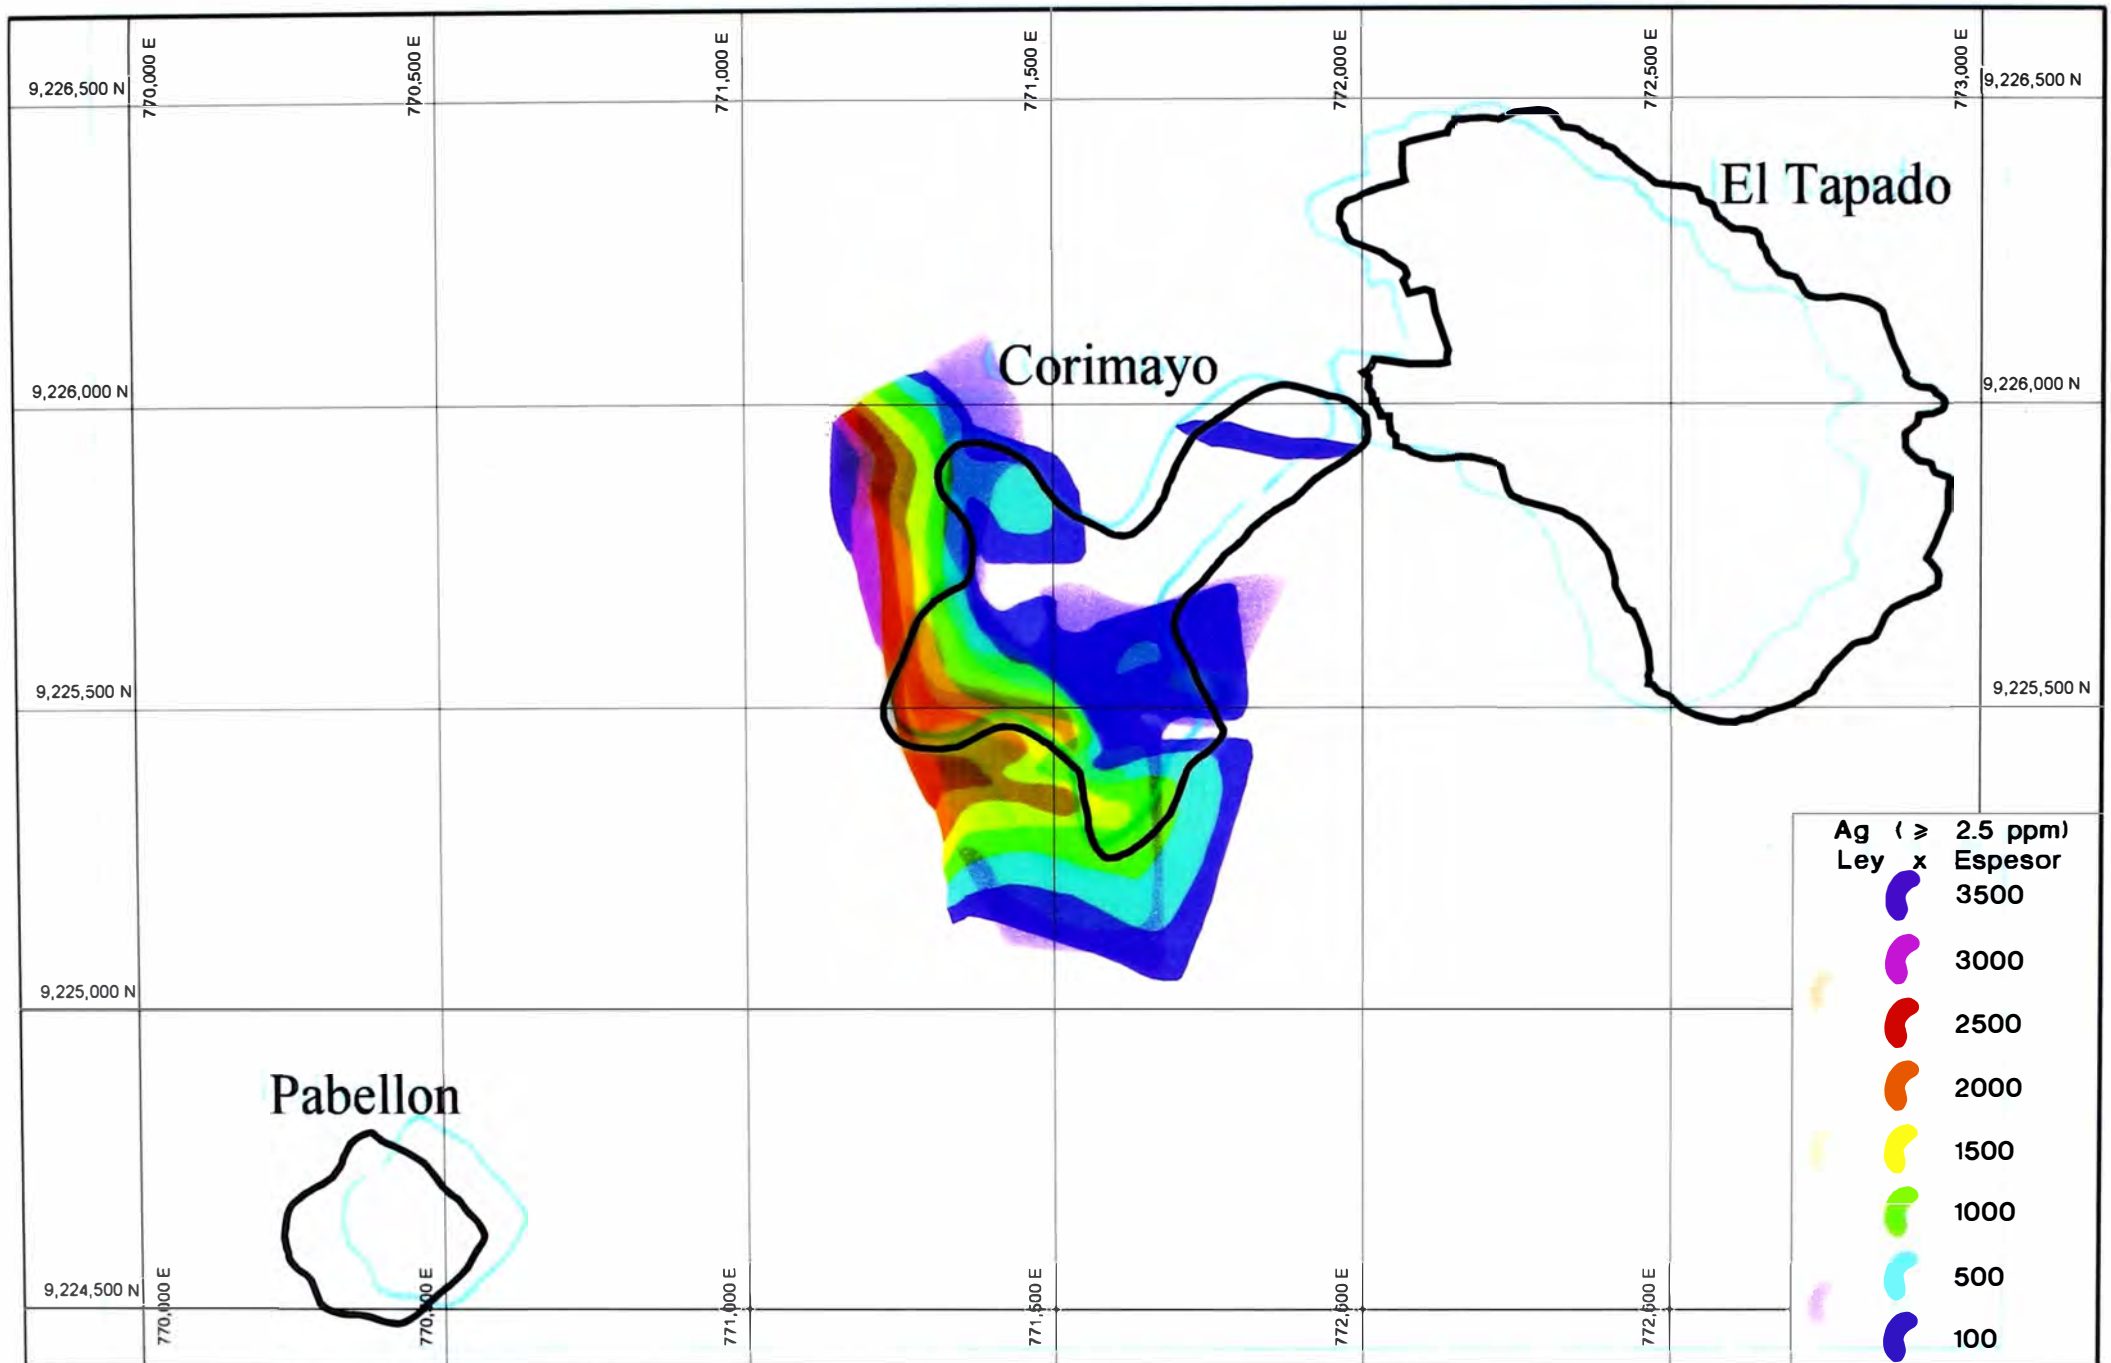 770,000 E
770,500 E
771,000 E
771,500 E
772,000 E
772,500 E
773,000 E
9,226,500 N
9,226,500 N
El Tapado
Corimayo
9,226,000 N
9,226,000 N
9,225,500 N
9,225,500 N
9,225,000 N
Ag (≥ 2.5 ppm)
Ley x Espesor
3500
3000
2500
2000
1500
1000
500
100
Pabellon
9,224,500 N
770,000 E
771,000 E
771,500 E
772,600 E
772,600 E